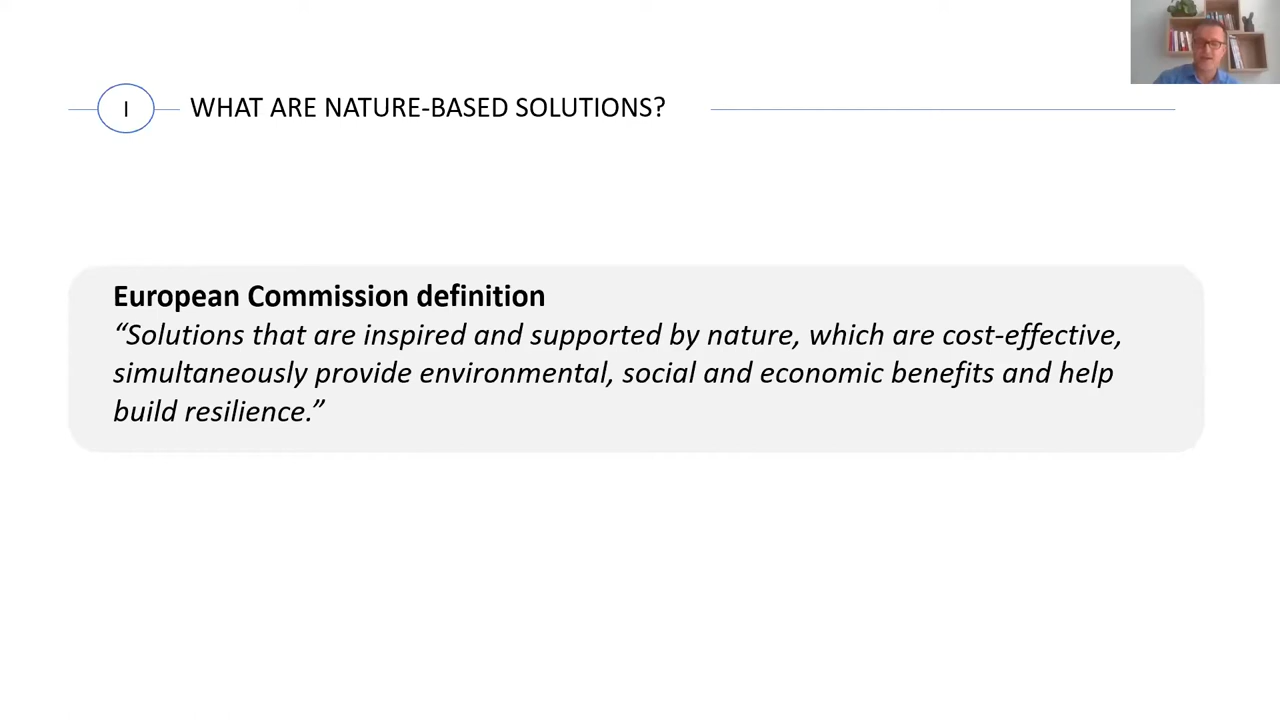 I
WHAT ARE NATURE-BASED SOLUTIONS?
European Commission definition
“Solutions that are inspired and supported by nature, which are cost-effective,
simultaneously provide environmental, social and economic benefits and help
build resilience.”